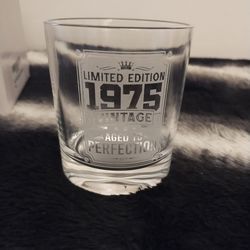 LIMITED EDITION
1975
VINTAGE
AGED TO
PERFECTION